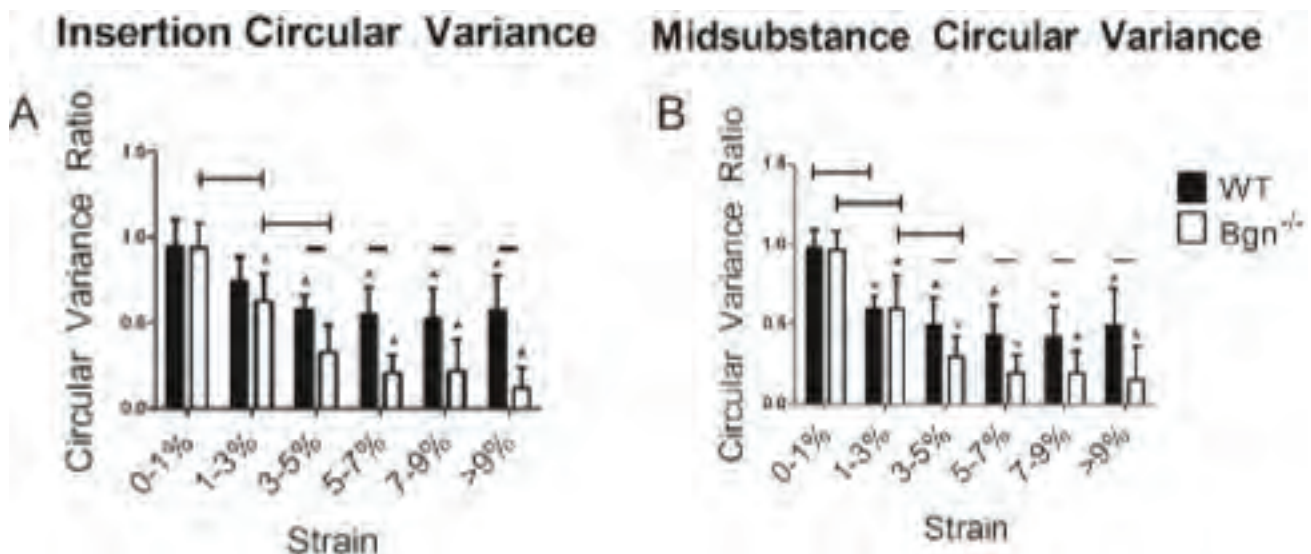 Insertion Circular Variance
Midsubstance Circular Variance
A
Circular Variance Ratio
1.5
1.0
0.5
0.0
0-1%
1-3%
3-5%
5-7%
7-9%
>9%
Strain
B
Circular Variance Ratio
1.5
1.0
0.5
0.0
0-1%
1-3%
3-5%
5-7%
7-9%
>9%
Strain
WT
Bgn-/-